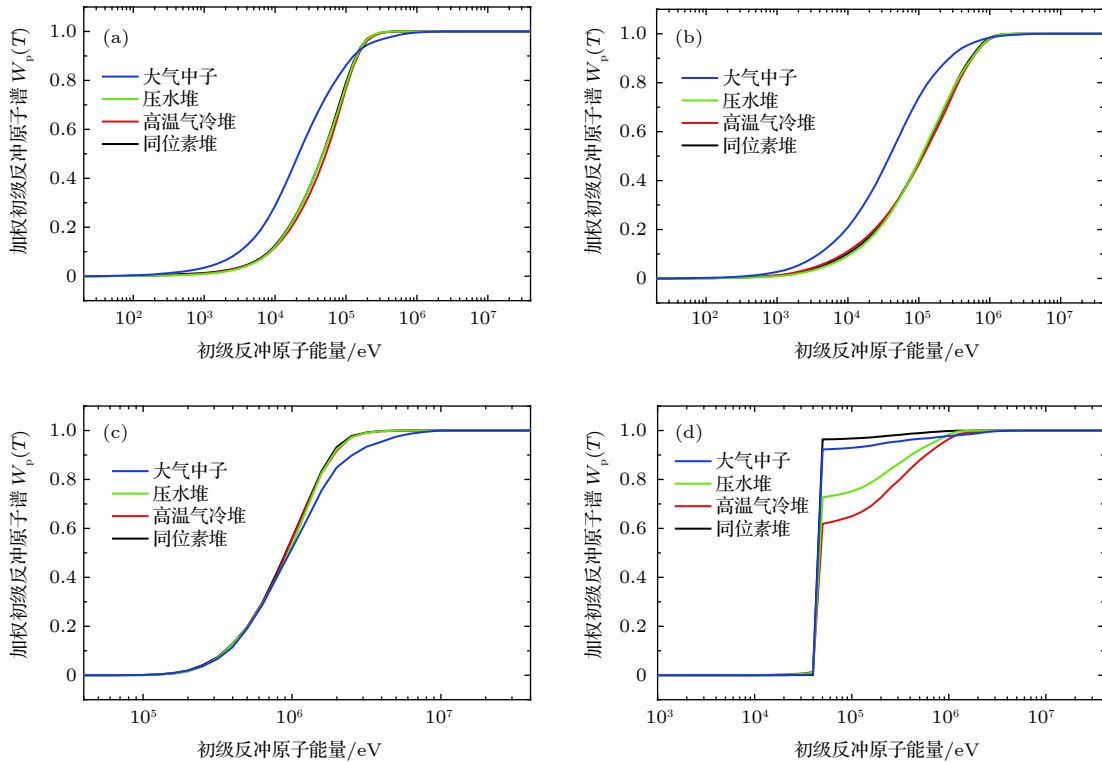 (a)
大气中子
压水堆
高温气冷堆
同位素堆
加权初级反冲原子谱 Wp(T)
1.0
0.8
0.6
0.4
0.2
0
10² 10³ 10⁴ 10⁵ 10⁶ 10⁷
初级反冲原子能量/eV
(b)
大气中子
压水堆
高温气冷堆
同位素堆
加权初级反冲原子谱 Wp(T)
1.0
0.8
0.6
0.4
0.2
0
10² 10³ 10⁴ 10⁵ 10⁶ 10⁷
初级反冲原子能量/eV
(c)
大气中子
压水堆
高温气冷堆
同位素堆
加权初级反冲原子谱 Wp(T)
1.0
0.8
0.6
0.4
0.2
0
10⁵ 10⁶ 10⁷
初级反冲原子能量/eV
(d)
大气中子
压水堆
高温气冷堆
同位素堆
加权初级反冲原子谱 Wp(T)
1.0
0.8
0.6
0.4
0.2
0
10³ 10⁴ 10⁵ 10⁶ 10⁷
初级反冲原子能量/eV